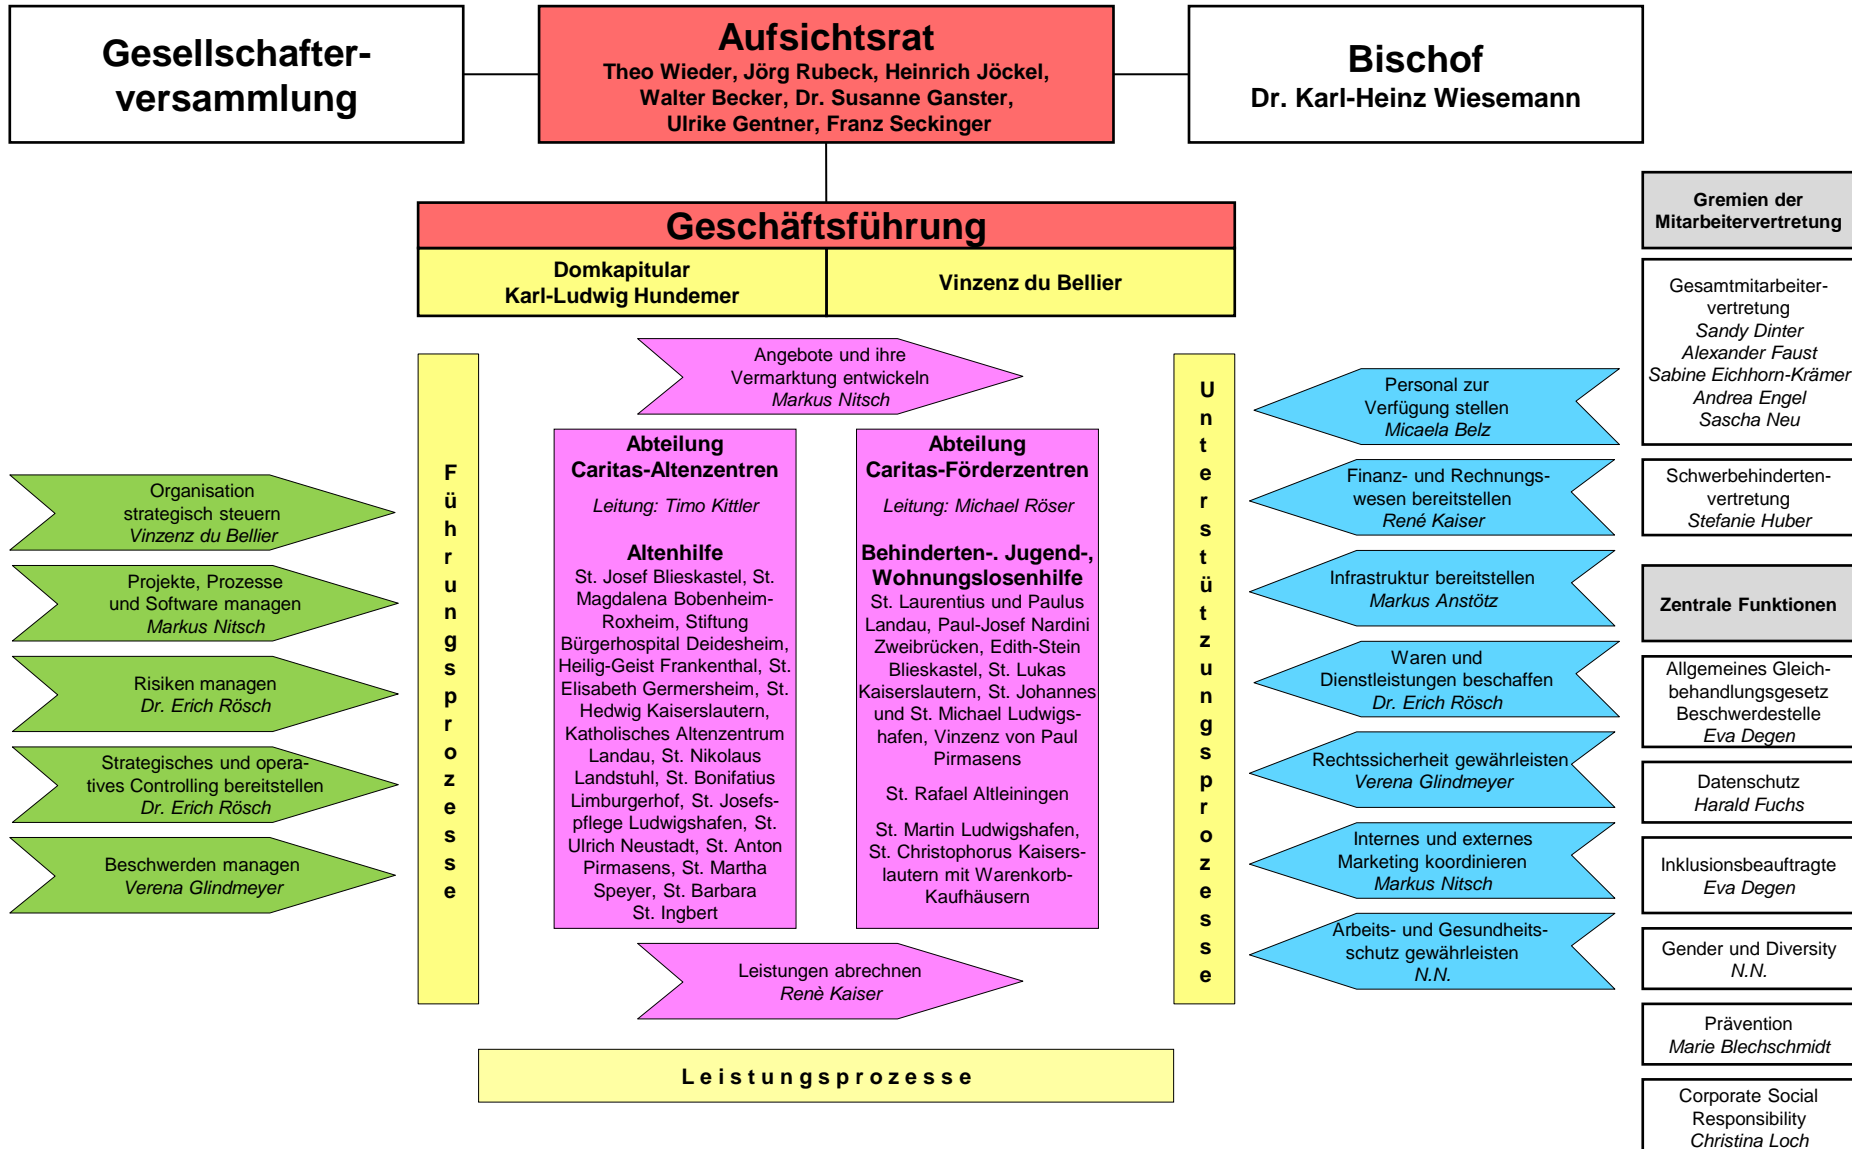 Gesellschafter-
versammlung
Aufsichtsrat
Theo Wieder, Jörg Rubeck, Heinrich Jöckel,
Walter Becker, Dr. Susanne Ganster,
Ulrike Gentner, Franz Seckinger
Bischof
Dr. Karl-Heinz Wiesemann
Geschäftsführung
Domkapitular
Karl-Ludwig Hundemer
Vinzenz du Bellier
Führungsprozesse
Organisation
strategisch steuern
Vinzenz du Bellier
Projekte, Prozesse
und Software managen
Markus Nitsch
Risiken managen
Dr. Erich Rösch
Strategisches und opera-
tives Controlling bereitstellen
Dr. Erich Rösch
Beschwerden managen
Verena Glindmeyer
Angebote und ihre
Vermarktung entwickeln
Markus Nitsch
Abteilung
Caritas-Altenzentren
Leitung: Timo Kittler
Altenhilfe
St. Josef Blieskastel, St.
Magdalena Bobenheim-
Roxheim, Stiftung
Bürgerhospital Deidesheim,
Heilig-Geist Frankenthal, St.
Elisabeth Germersheim, St.
Hedwig Kaiserslautern,
Katholisches Altenzentrum
Landau, St. Nikolaus
Landstuhl, St. Bonifatius
Limburgerhof, St. Josefs-
pflege Ludwigshafen, St.
Ulrich Neustadt, St. Anton
Pirmasens, St. Martha
Speyer, St. Barbara
St. Ingbert
Abteilung
Caritas-Förderzentren
Leitung: Michael Röser
Behinderten-. Jugend-,
Wohnungslosenhilfe
St. Laurentius und Paulus
Landau, Paul-Josef Nardini
Zweibrücken, Edith-Stein
Blieskastel, St. Lukas
Kaiserslautern, St. Johannes
und St. Michael Ludwigs-
hafen, Vinzenz von Paul
Pirmasens
St. Rafael Altleiningen
St. Martin Ludwigshafen,
St. Christophorus Kaisers-
lautern mit Warenkorb-
Kaufhäusern
Leistungen abrechnen
Renè Kaiser
Leistungsprozesse
Unterstützungsprozesse
Personal zur
Verfügung stellen
Micaela Belz
Finanz- und Rechnungs-
wesen bereitstellen
René Kaiser
Infrastruktur bereitstellen
Markus Anstötz
Waren und
Dienstleistungen beschaffen
Dr. Erich Rösch
Rechtssicherheit gewährleisten
Verena Glindmeyer
Internes und externes
Marketing koordinieren
Markus Nitsch
Arbeits- und Gesundheits-
schutz gewährleisten
N.N.
Gremien der
Mitarbeitervertretung
Gesamtmitarbeiter-
vertretung
Sandy Dinter
Alexander Faust
Sabine Eichhorn-Krämer
Andrea Engel
Sascha Neu
Schwerbehinderten-
vertretung
Stefanie Huber
Zentrale Funktionen
Allgemeines Gleich-
behandlungsgesetz
Beschwerdestelle
Eva Degen
Datenschutz
Harald Fuchs
Inklusionsbeauftragte
Eva Degen
Gender und Diversity
N.N.
Prävention
Marie Blechschmidt
Corporate Social
Responsibility
Christina Loch